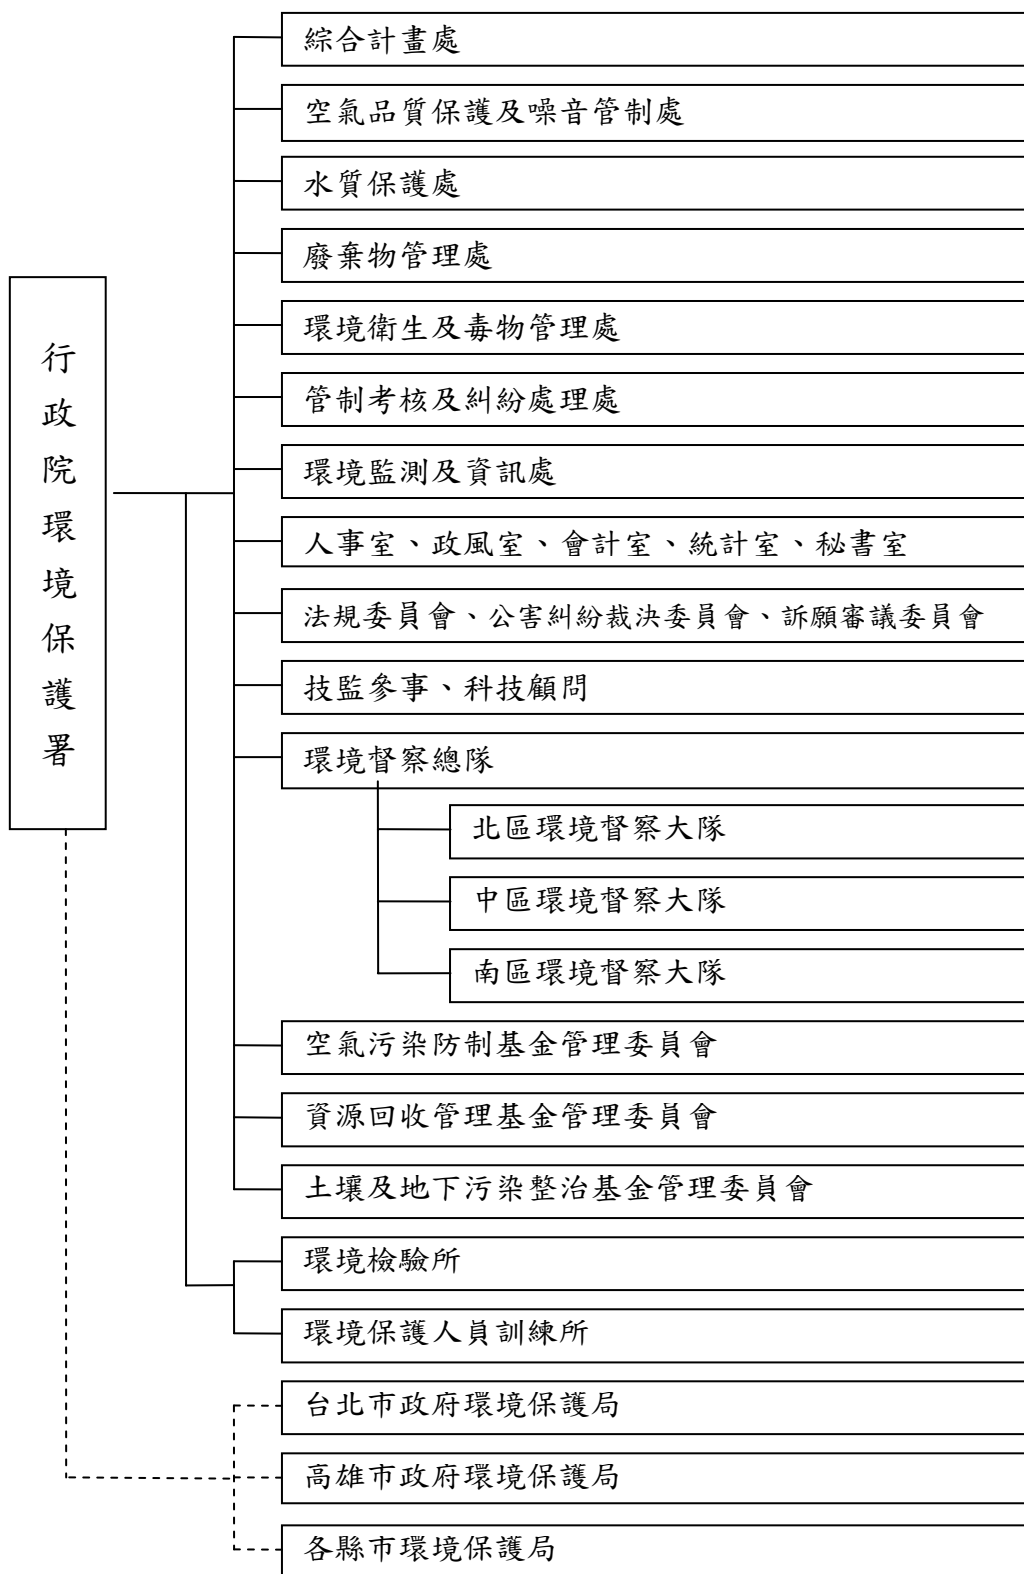 行政院環境保護署
綜合計畫處
空氣品質保護及噪音管制處
水質保護處
廢棄物管理處
環境衛生及毒物管理處
管制考核及糾紛處理處
環境監測及資訊處
人事室、政風室、會計室、統計室、秘書室
法規委員會、公害糾紛裁決委員會、訴願審議委員會
技監參事、科技顧問
環境督察總隊
北區環境督察大隊
中區環境督察大隊
南區環境督察大隊
空氣污染防制基金管理委員會
資源回收管理基金管理委員會
土壤及地下污染整治基金管理委員會
環境檢驗所
環境保護人員訓練所
台北市政府環境保護局
高雄市政府環境保護局
各縣市環境保護局